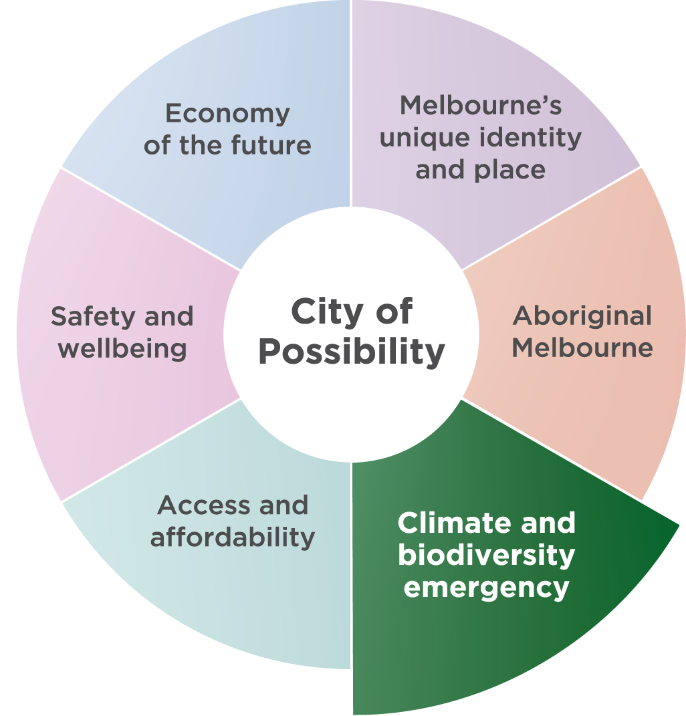 Economy
of the future
Melbourne’s
unique identity
and place
Safety and
wellbeing
City of
Possibility
Aboriginal
Melbourne
Access and
affordability
Climate and
biodiversity
emergency